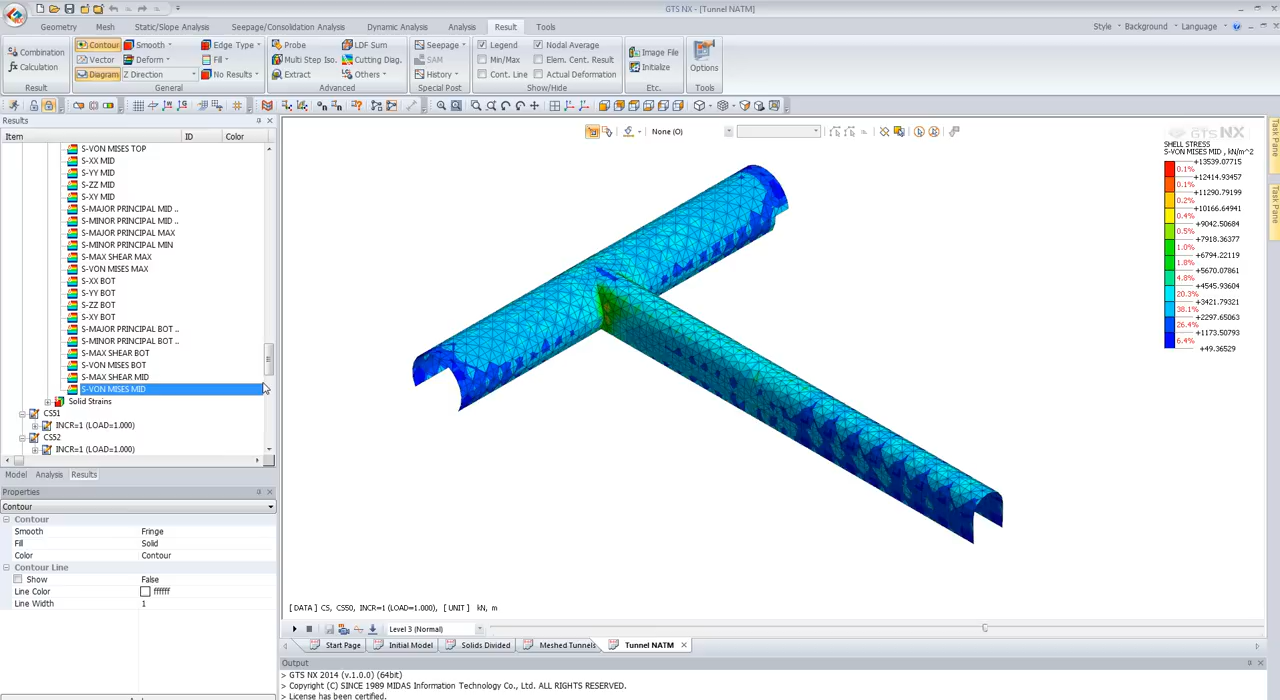 GTS NX - [Tunnel NATM]
Geometry Mesh Static/Slope Analysis Seepage/Consolidation Analysis Dynamic Analysis Analysis Result Tools
Style Background Language
Combination
Calculation
Result
Contour Smooth Edge Type
Vector Deform Fill
Diagram Z Direction No Results
General
Probe LDF Sum
Multi Step Iso. Cutting Diag.
Extract Others
Advanced
Seepage
SAM
History
Special Post
Legend Nodal Average
Min/Max Elem. Cent. Result
Cont. Line Actual Deformation
Show/Hide
Image File
Initialize
Etc.
Options
Tools
Results
Item ID Color
S-VON MISES TOP
S-XX MID
S-YY MID
S-ZZ MID
S-XY MID
S-MAJOR PRINCIPAL MID ..
S-MINOR PRINCIPAL MID ..
S-MAJOR PRINCIPAL MAX
S-MINOR PRINCIPAL MIN
S-MAX SHEAR MAX
S-VON MISES MAX
S-XX BOT
S-YY BOT
S-ZZ BOT
S-XY BOT
S-MAJOR PRINCIPAL BOT ..
S-MINOR PRINCIPAL BOT ..
S-MAX SHEAR BOT
S-VON MISES BOT
S-MAX SHEAR MID
S-VON MISES MID
Solid Strains
CS51
INCR=1 (LOAD=1.000)
CS52
INCR=1 (LOAD=1.000)
Model Analysis Results
Properties
Contour
Contour
Smooth Fringe
Fill Solid
Color Contour
Contour Line
Show False
Line Color ffffff
Line Width 1
None (O)
GTS NX
SHELL STRESS
S-VON MISES MID , kN/m^2
+13539.07715
0.1%
+12414.93457
0.1%
+11290.79199
0.2%
+10166.64941
0.4%
+9042.50684
0.5%
+7918.36377
1.0%
+6794.22119
1.8%
+5670.07861
4.8%
+4545.93604
20.3%
+3421.79321
38.1%
+2297.65063
26.4%
+1173.50793
6.4%
+49.36529
Task Pane
Task Pane
[DATA] CS, CS50, INCR=1 (LOAD=1.000), [UNIT] kN, m
Level 3 (Normal)
Start Page Initial Model Solids Divided Meshed Tunnels Tunnel NATM
Output
> GTS NX 2014 (v.1.0.0) (64bit)
> Copyright (C) SINCE 1989 MIDAS Information Technology Co., Ltd. ALL RIGHTS RESERVED.
> License has been certified.